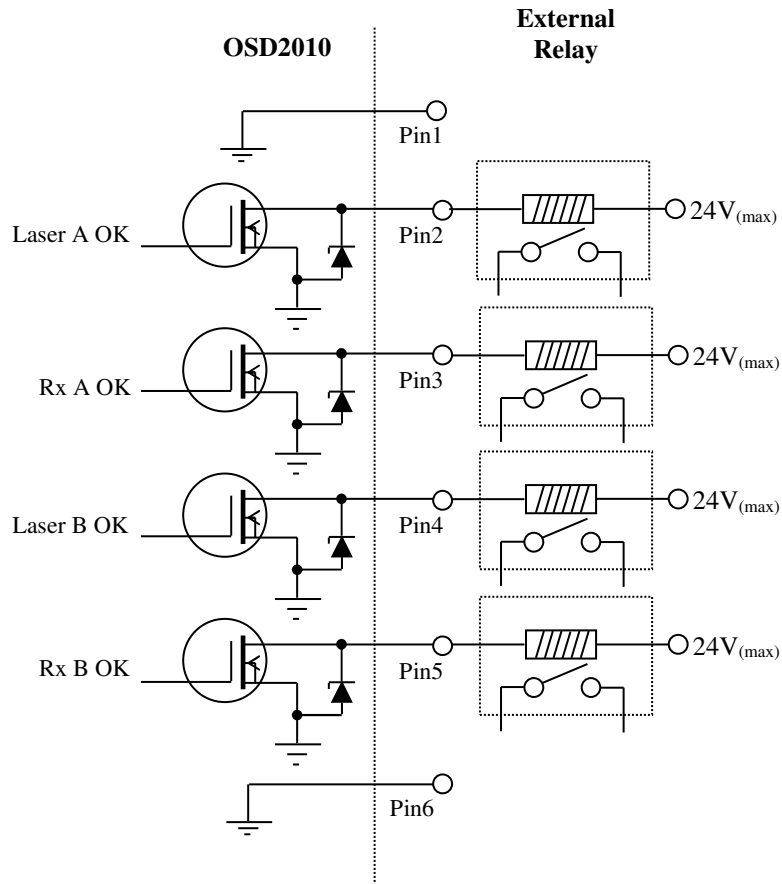 External
Relay
OSD2010
Pin1
Laser A OK
Pin2
24V(max)
Rx A OK
Pin3
24V(max)
Laser B OK
Pin4
24V(max)
Rx B OK
Pin5
24V(max)
Pin6